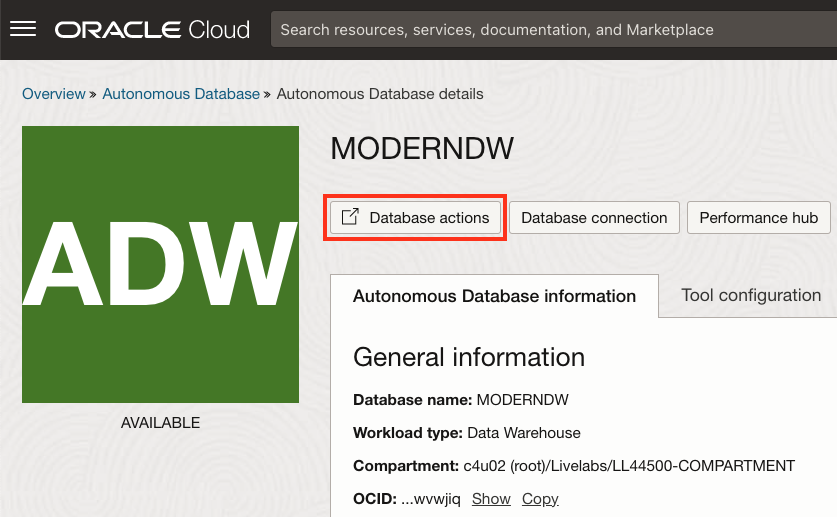 ORACLE Cloud
Search resources, services, documentation, and Marketplace
Overview » Autonomous Database » Autonomous Database details
ADW
AVAILABLE
MODERNDW
Database actions
Database connection
Performance hub
Autonomous Database information
Tool configuration
General information
Database name: MODERNDW
Workload type: Data Warehouse
Compartment: c4u02 (root)/Livelabs/LL44500-COMPARTMENT
OCID: ...wvwjiq Show Copy